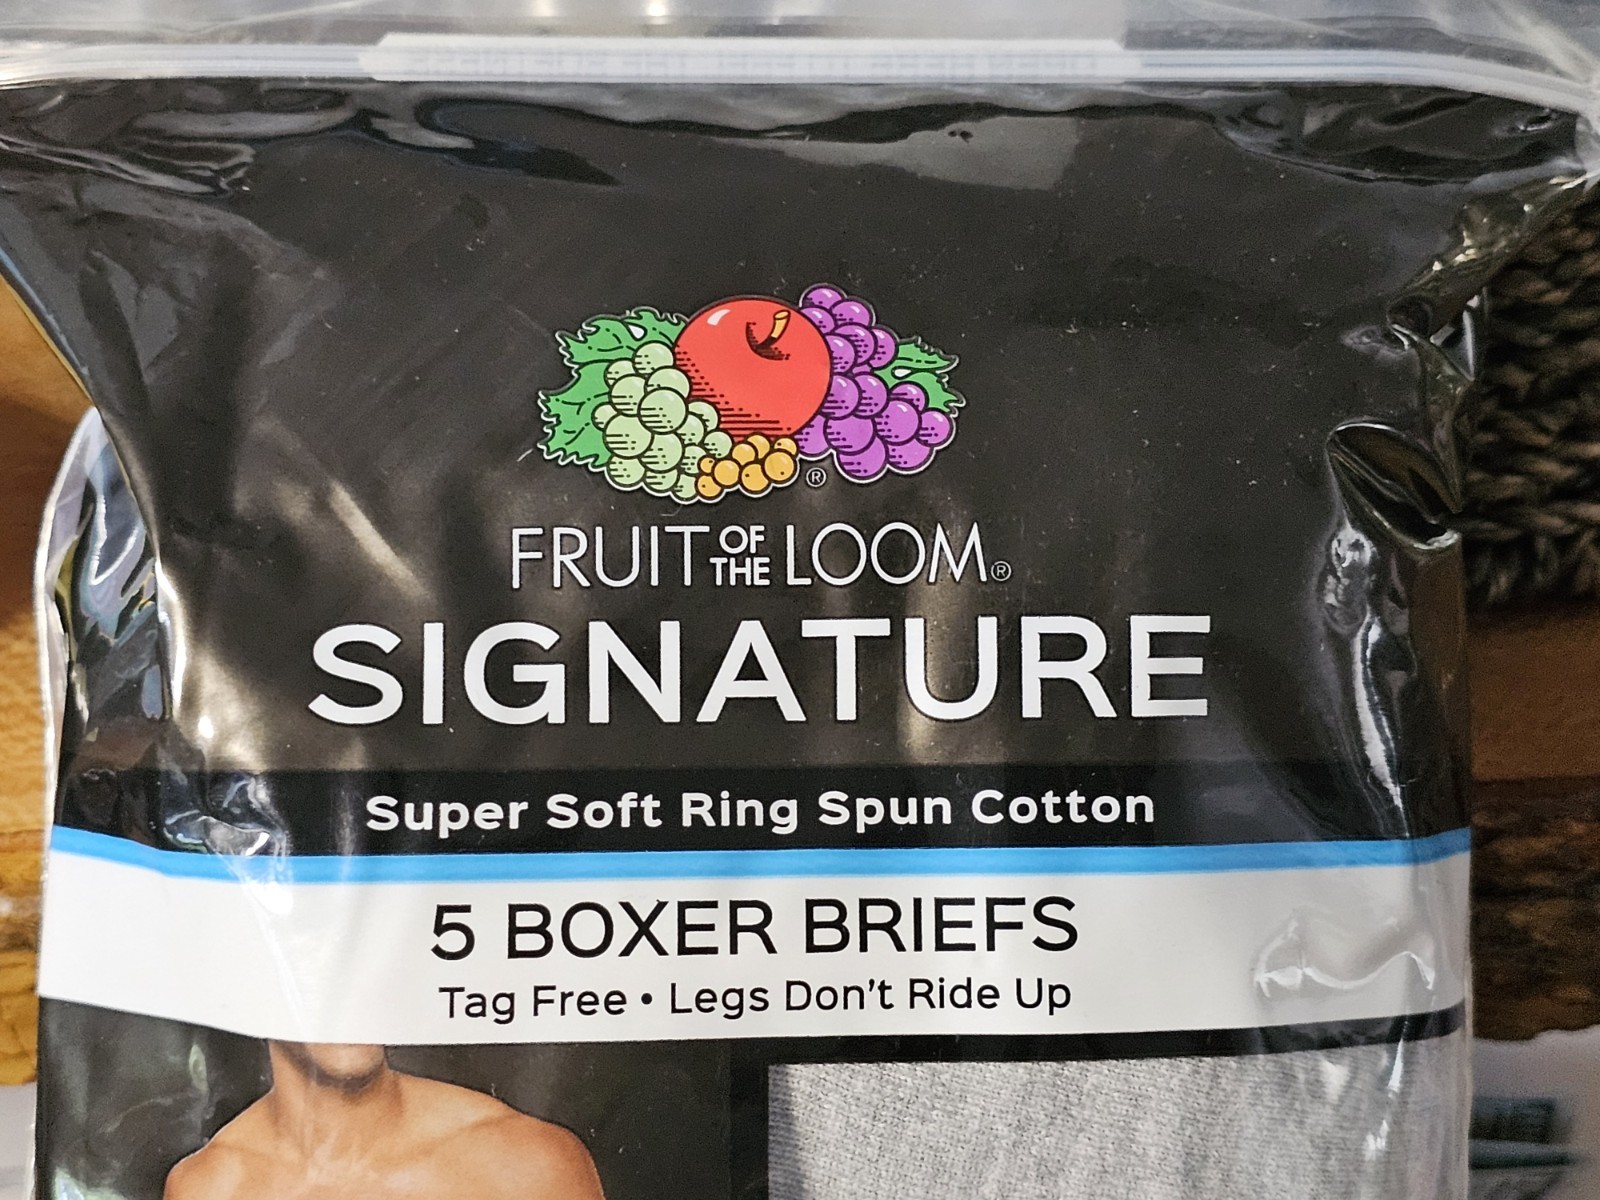 ®
FRUIT OF THE LOOM®
SIGNATURE
Super Soft Ring Spun Cotton
5 BOXER BRIEFS
Tag Free • Legs Don't Ride Up